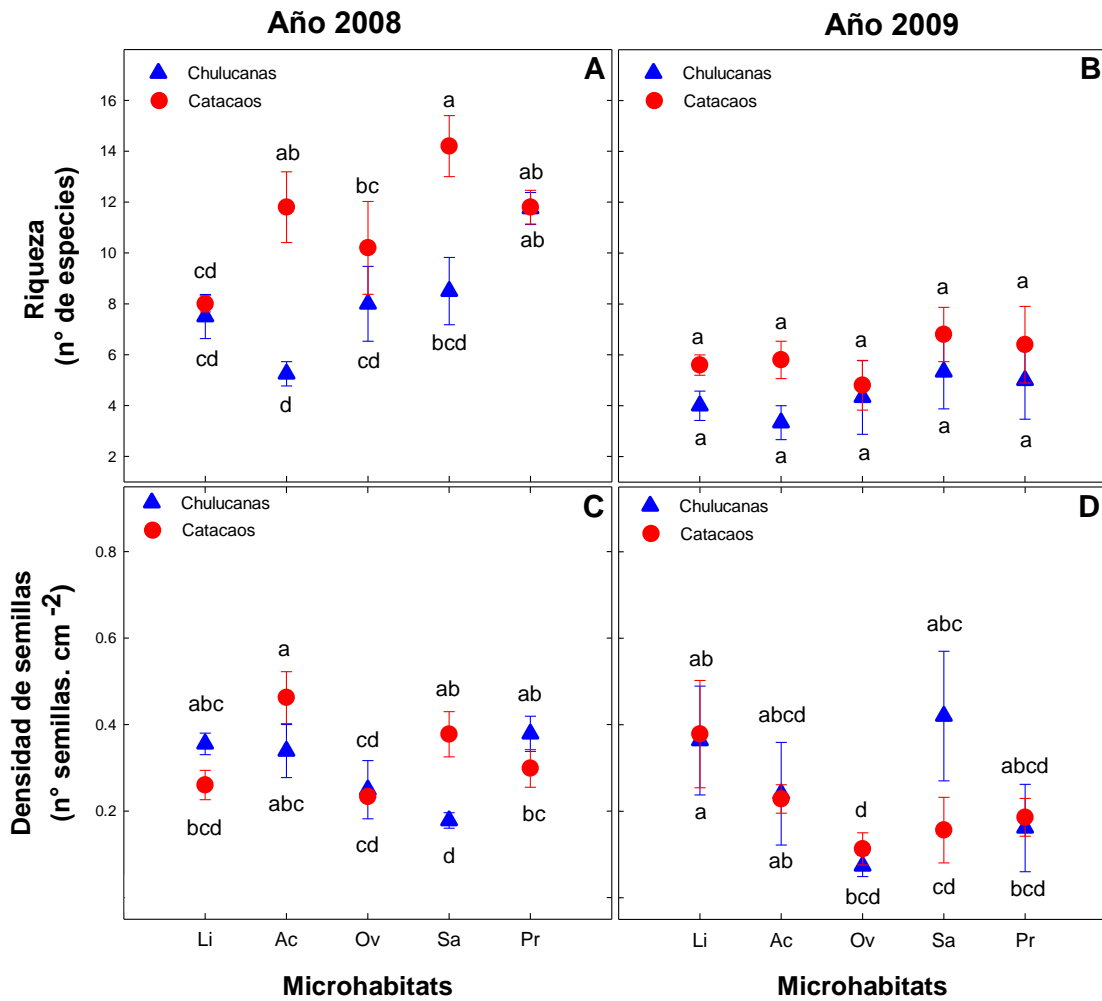 Año 2008
Año 2009
A
Chulucanas
Catacaos
B
Chulucanas
Catacaos
Riqueza
(n° de especies)
16
14
12
10
8
6
4
2
cd
ab
bc
a
ab
cd
d
cd
bcd
ab
a
a
a
a
a
a
a
a
a
a
C
Chulucanas
Catacaos
D
Chulucanas
Catacaos
Densidad de semillas
(n° semillas. cm -2)
0.8
0.6
0.4
0.2
abc
a
cd
ab
ab
bcd
abc
cd
d
bc
ab
abcd
d
abc
abcd
a
ab
bcd
cd
bcd
Li Ac Ov Sa Pr
Li Ac Ov Sa Pr
Microhabitats
Microhabitats